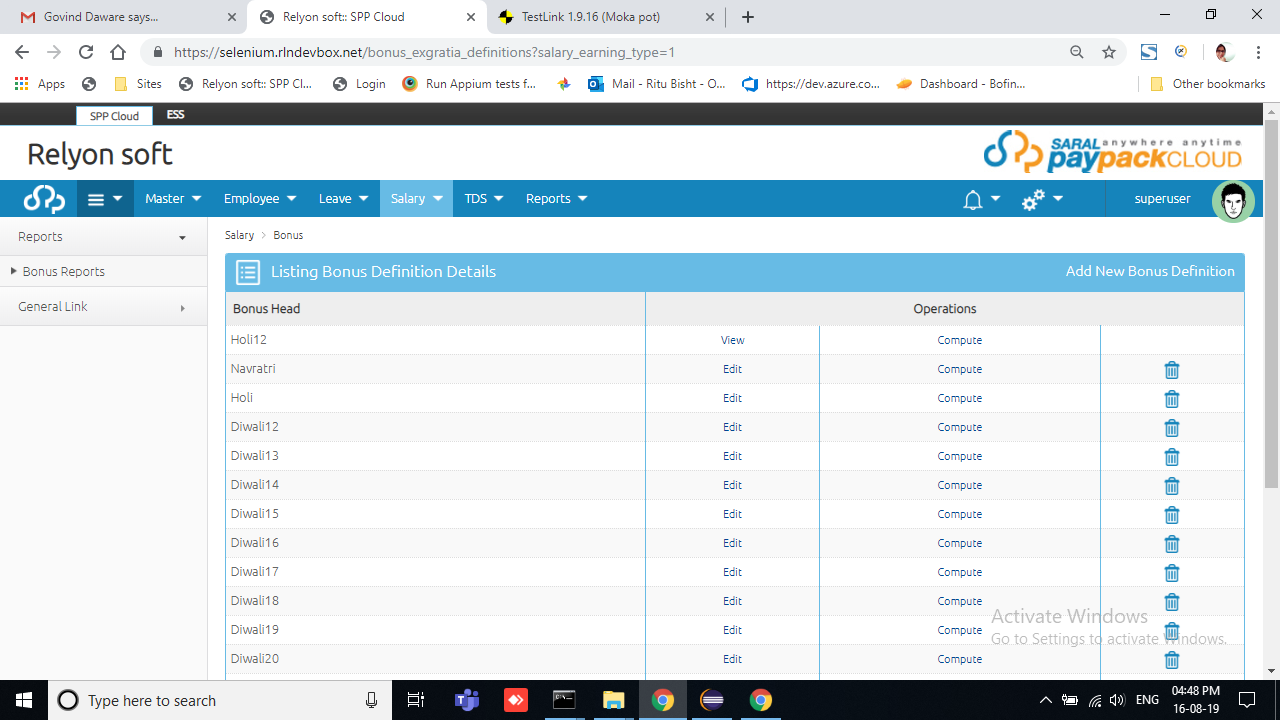 Govind Daware says...
Relyon soft:: SPP Cloud
TestLink 1.9.16 (Moka pot)
https://selenium.rlhdevbox.net/bonus_exgratia_definitions?salary_earning_type=1
Apps Sites Relyon soft:: SPP Cl... Login Run Appium tests f... Mail - Ritu Bisht - O... https://dev.azure.co... Dashboard - Bofin... Other bookmarks
SPP Cloud ESS
Relyon soft
SARAL anywhere anytime
paypackCLOUD
Master Employee Leave Salary TDS Reports superuser
Reports
Bonus Reports
General Link
Salary > Bonus
Listing Bonus Definition Details Add New Bonus Definition
Bonus Head Operations
Holi12 View Compute
Navratri Edit Compute
Holi Edit Compute
Diwali12 Edit Compute
Diwali13 Edit Compute
Diwali14 Edit Compute
Diwali15 Edit Compute
Diwali16 Edit Compute
Diwali17 Edit Compute
Diwali18 Edit Compute
Diwali19 Edit Compute
Diwali20 Edit Compute
Activate Windows
Go to Settings to activate Windows.
Type here to search
ENG
04:48 PM
16-08-19